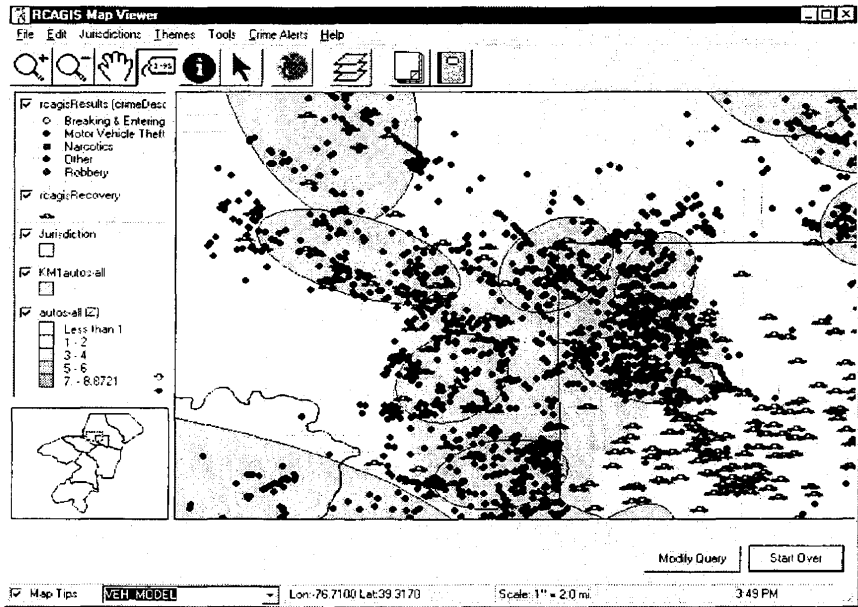 RCAGIS Map Viewer
File Edit Jurisdictions Themes Tools Crime Alerts Help
rcagisResults (crimeDesc
Breaking & Entering
Motor Vehicle Theft
Narcotics
Other
Robbery
rcagisRecovery
Jurisdiction
KM1autos-all
autos-all (Z)
Less than 1
1 - 2
3 - 4
5 - 6
7. - 8.8721
Modify Query
Start Over
Map Tips
VEH_MODEL
Lon:-76.7100 Lat:39.3170
Scale: 1" = 2.0 mi.
3:49 PM